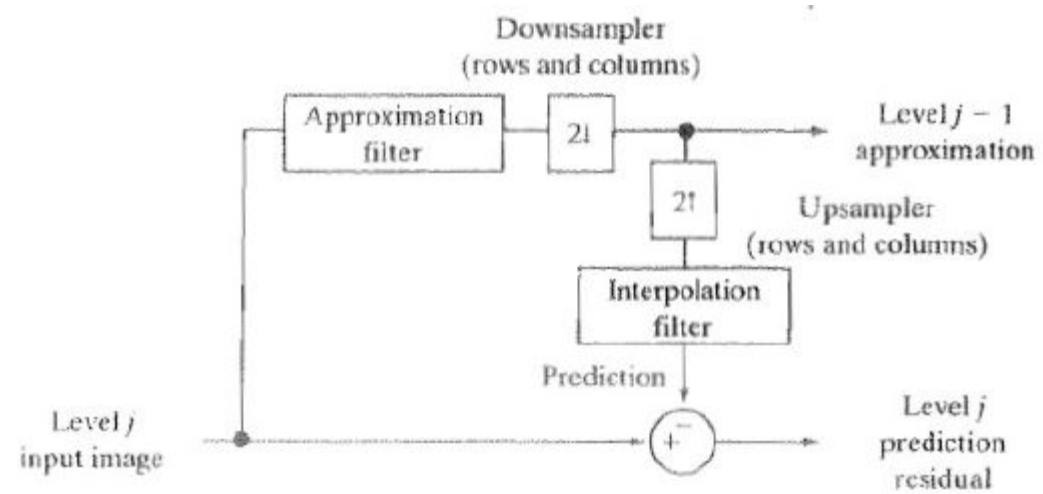 Downsampler
(rows and columns)
Approximation
filter
2↓
Level j − 1
approximation
2↑
Upsampler
(rows and columns)
Interpolation
filter
Prediction
Level j
input image
+
−
Level j
prediction
residual